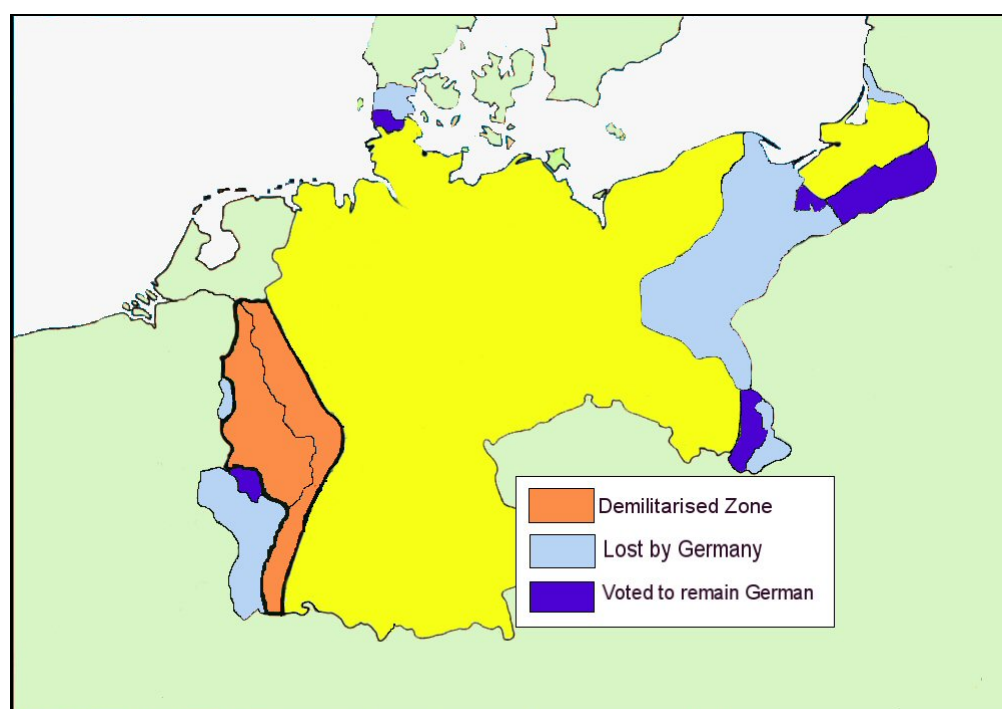 Demilitarised Zone
Lost by Germany
Voted to remain German